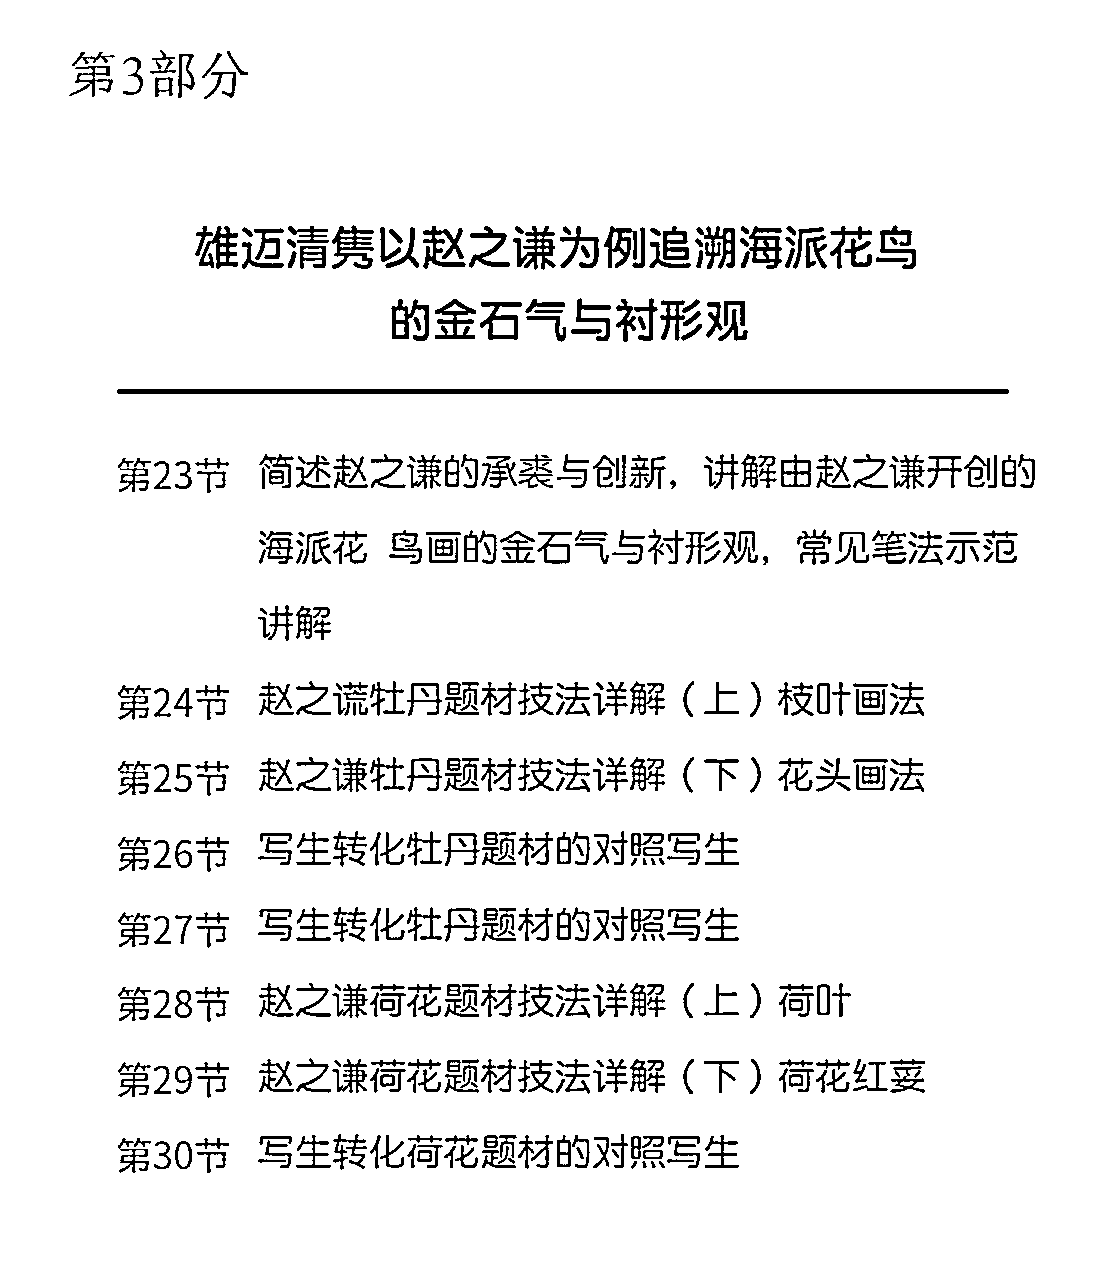 第3部分
雄迈清隽以赵之谦为例追溯海派花鸟
的金石气与衬形观
第23节 简述赵之谦的承裘与创新，讲解由赵之谦开创的
海派花 鸟画的金石气与衬形观，常见笔法示范
讲解
第24节 赵之谎牡丹题材技法详解（上）枝叶画法
第25节 赵之谦牡丹题材技法详解（下）花头画法
第26节 写生转化牡丹题材的对照写生
第27节 写生转化牡丹题材的对照写生
第28节 赵之谦荷花题材技法详解（上）荷叶
第29节 赵之谦荷花题材技法详解（下）荷花红蓼
第30节 写生转化荷花题材的对照写生